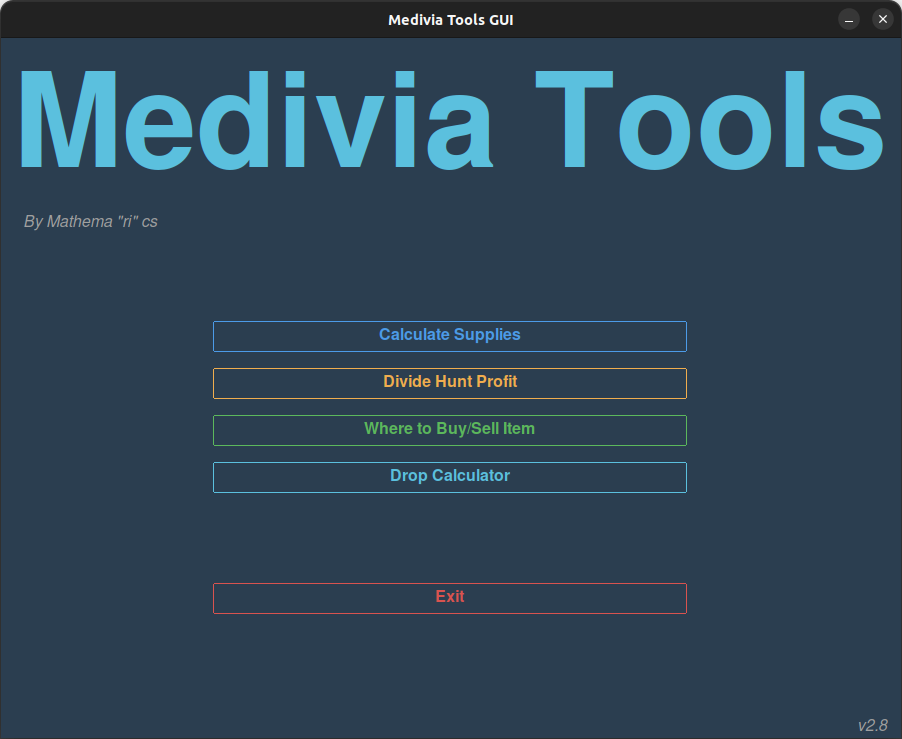 Medivia Tools GUI
Medivia Tools
By Mathema "ri" cs
Calculate Supplies
Divide Hunt Profit
Where to Buy/Sell Item
Drop Calculator
Exit
v2.8